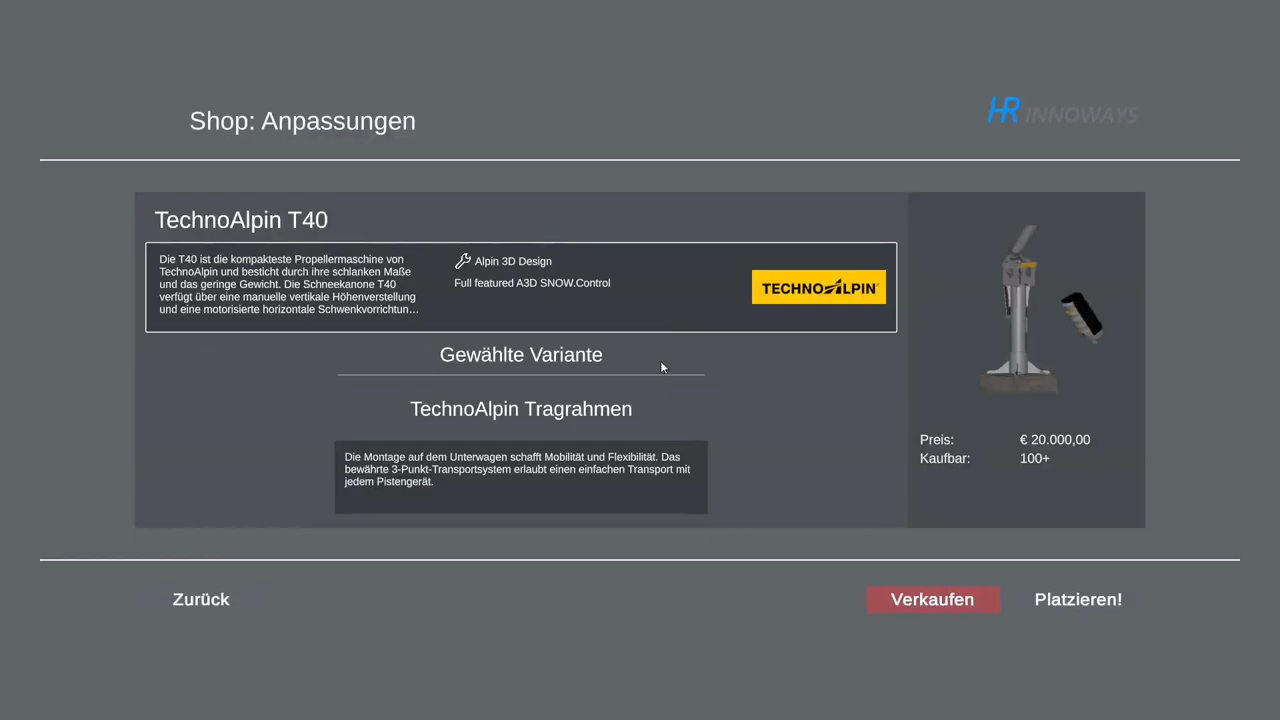 Shop: Anpassungen
HR INNOWAYS
TechnoAlpin T40
Die T40 ist die kompakteste Propellermaschine von
TechnoAlpin und besticht durch ihre schlanken Maße
und das geringe Gewicht. Die Schneekanone T40
verfügt über eine manuelle vertikale Höhenverstellung
und eine motorisierte horizontale Schwenkvorrichtun...
Alpin 3D Design
Full featured A3D SNOW.Control
TECHNOALPIN
Gewählte Variante
TechnoAlpin Tragrahmen
Die Montage auf dem Unterwagen schafft Mobilität und Flexibilität. Das
bewährte 3-Punkt-Transportsystem erlaubt einen einfachen Transport mit
jedem Pistengerät.
Preis: € 20.000,00
Kaufbar: 100+
Zurück
Verkaufen
Platzieren!